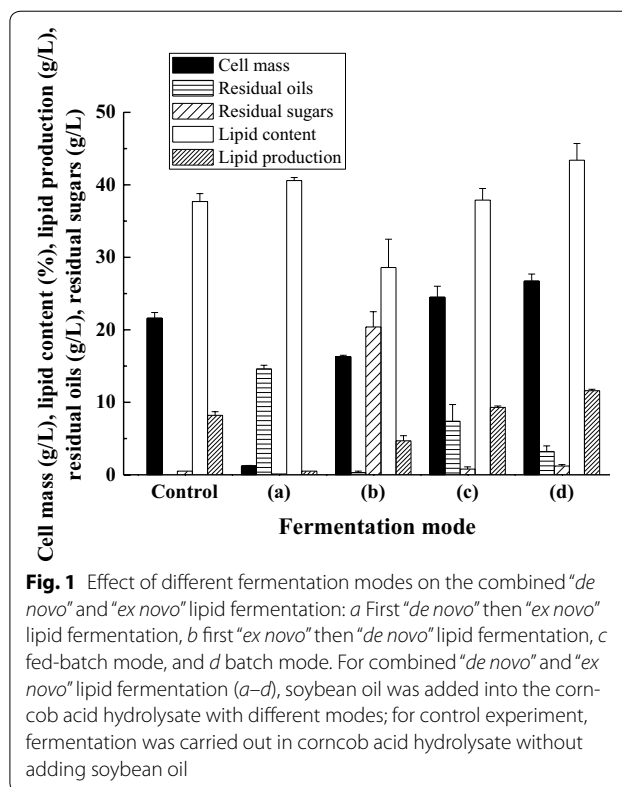 Cell mass (g/L), lipid content (%), lipid production (g/L),
residual oils (g/L), residual sugars (g/L)
Cell mass
Residual oils
Residual sugars
Lipid content
Lipid production
50
40
30
20
10
0
Control (a) (b) (c) (d)
Fermentation mode
Fig. 1 Effect of different fermentation modes on the combined “de
novo” and “ex novo” lipid fermentation: a First “de novo” then “ex novo”
lipid fermentation, b first “ex novo” then “de novo” lipid fermentation, c
fed-batch mode, and d batch mode. For combined “de novo” and “ex
novo” lipid fermentation (a–d), soybean oil was added into the corn-
cob acid hydrolysate with different modes; for control experiment,
fermentation was carried out in corncob acid hydrolysate without
adding soybean oil